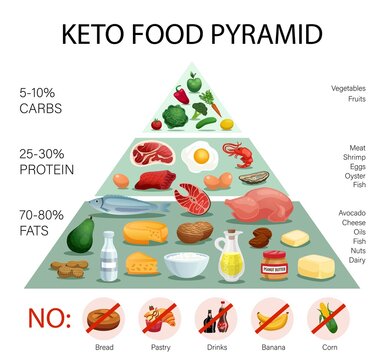 KETO FOOD PYRAMID
5-10%
CARBS
Vegetables
Fruits
25-30%
PROTEIN
Meat
Shrimp
Eggs
Oyster
Fish
70-80%
FATS
Avocado
Cheese
Oils
Fish
Nuts
Dairy
PEANUT BUTTER
NO:
Bread
Pastry
Drinks
Banana
Corn